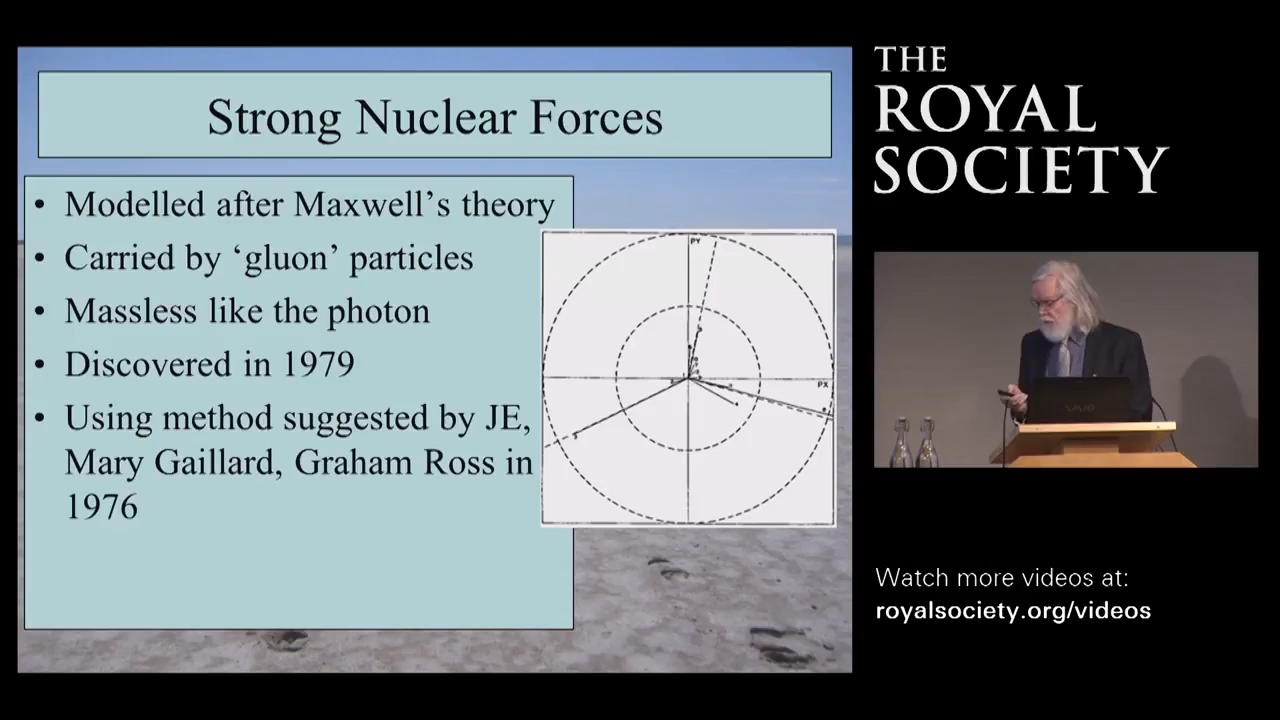 Strong Nuclear Forces
• Modelled after Maxwell's theory
• Carried by ‘gluon’ particles
• Massless like the photon
• Discovered in 1979
• Using method suggested by JE,
Mary Gaillard, Graham Ross in
1976
PY
PX
THE
ROYAL
SOCIETY
VAIO
Watch more videos at:
royalsociety.org/videos